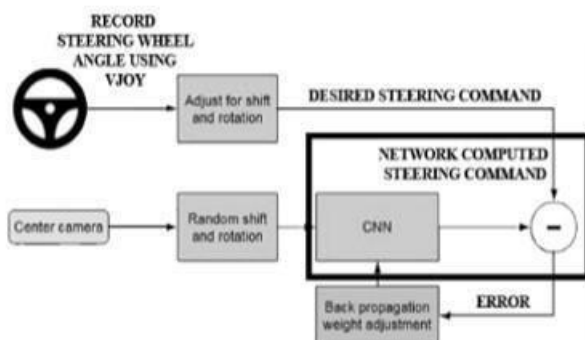 RECORD
STEERING WHEEL
ANGLE USING
VJOY
Adjust for shift
and rotation
DESIRED STEERING COMMAND
NETWORK COMPUTED
STEERING COMMAND
Center camera
Random shift
and rotation
CNN
-
Back propagation
weight adjustment
ERROR